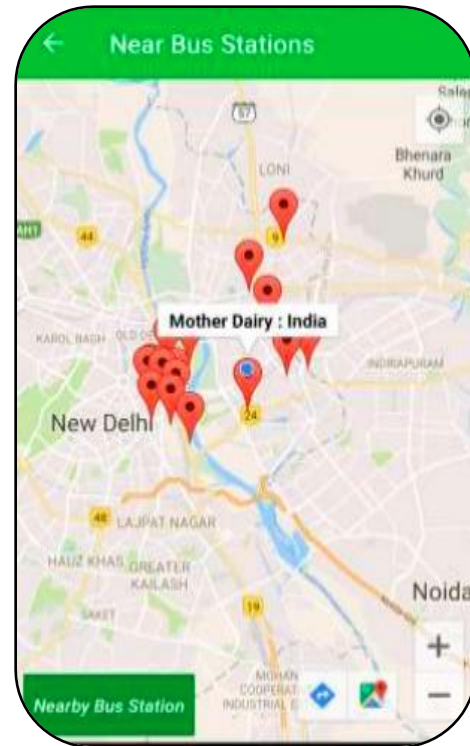 Near Bus Stations
57
LONI
Bhenara
Khurd
9
44
Mother Dairy : India
KAROL BAGH
INDIRAPURAM
New Delhi
24
48
LAJPAT NAGAR
HAUZ KHAS
GREATER
KAILASH
SAKET
19
Noida
MOHAN
COOPERAT
INDUSTRIAL E
+
−
Nearby Bus Station